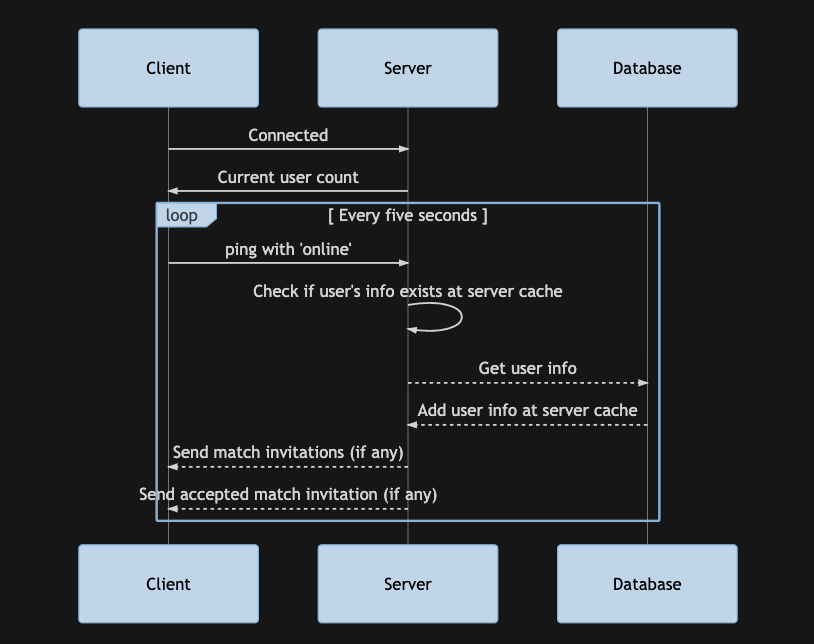 Client
Server
Database
Connected
Current user count
loop
[ Every five seconds ]
ping with 'online'
Check if user's info exists at server cache
Get user info
Add user info at server cache
Send match invitations (if any)
Send accepted match invitation (if any)
Client
Server
Database